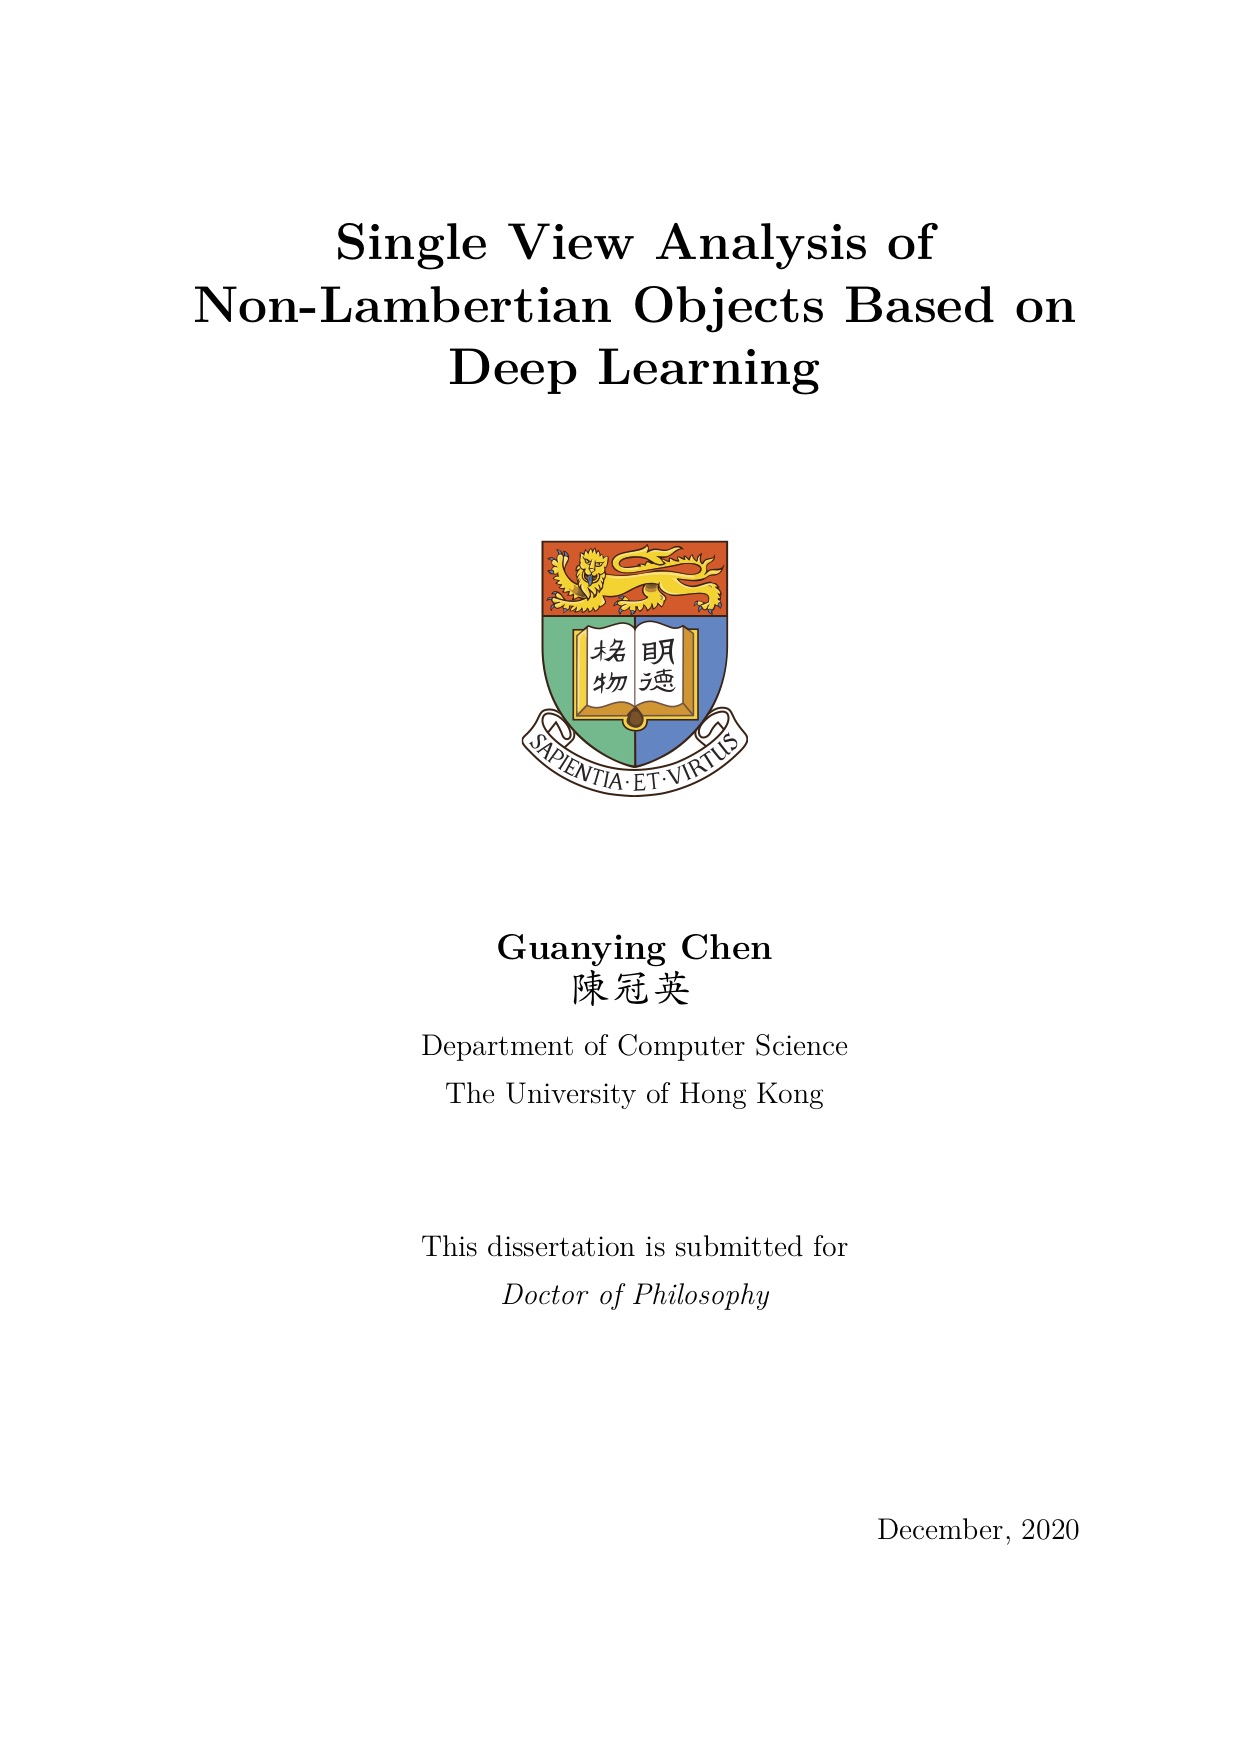 Single View Analysis of
Non-Lambertian Objects Based on
Deep Learning
明德
格物
SAPIENTIA·ET·VIRTUS
Guanying Chen
陳冠英
Department of Computer Science
The University of Hong Kong
This dissertation is submitted for
Doctor of Philosophy
December, 2020